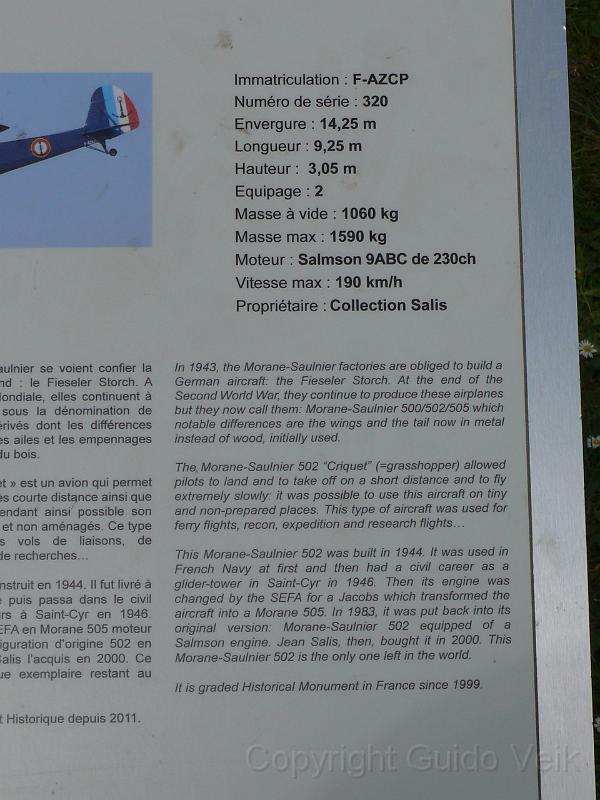 Immatriculation : F-AZCP
Numéro de série : 320
Envergure : 14,25 m
Longueur : 9,25 m
Hauteur : 3,05 m
Equipage : 2
Masse à vide : 1060 kg
Masse max : 1590 kg
Moteur : Salmson 9ABC de 230ch
Vitesse max : 190 km/h
Propriétaire : Collection Salis
aulnier se voient confier la
nd : le Fieseler Storch. A
Mondiale, elles continuent à
sous la dénomination de
érivés dont les différences
es ailes et les empennages
du bois.
et » est un avion qui permet
ès courte distance ainsi que
endant ainsi possible son
et non aménagés. Ce type
s vols de liaisons, de
de recherches…
nstruit en 1944. Il fut livré à
e puis passa dans le civil
urs à Saint-Cyr en 1946.
EFA en Morane 505 moteur
iguration d'origine 502 en
Salis l'acquis en 2000. Ce
ue exemplaire restant au
t Historique depuis 2011.
In 1943, the Morane-Saulnier factories are obliged to build a
German aircraft: the Fieseler Storch. At the end of the
Second World War, they continue to produce these airplanes
but they now call them: Morane-Saulnier 500/502/505 which
notable differences are the wings and the tail now in metal
instead of wood, initially used.
The Morane-Saulnier 502 "Criquet" (=grasshopper) allowed
pilots to land and to take off on a short distance and to fly
extremely slowly: it was possible to use this aircraft on tiny
and non-prepared places. This type of aircraft was used for
ferry flights, recon, expedition and research flights…
This Morane-Saulnier 502 was built in 1944. It was used in
French Navy at first and then had a civil career as a
glider-tower in Saint-Cyr in 1946. Then its engine was
changed by the SEFA for a Jacobs which transformed the
aircraft into a Morane 505. In 1983, it was put back into its
original version: Morane-Saulnier 502 equipped of a
Salmson engine. Jean Salis, then, bought it in 2000. This
Morane-Saulnier 502 is the only one left in the world.
It is graded Historical Monument in France since 1999.
Copyright Guido Veik